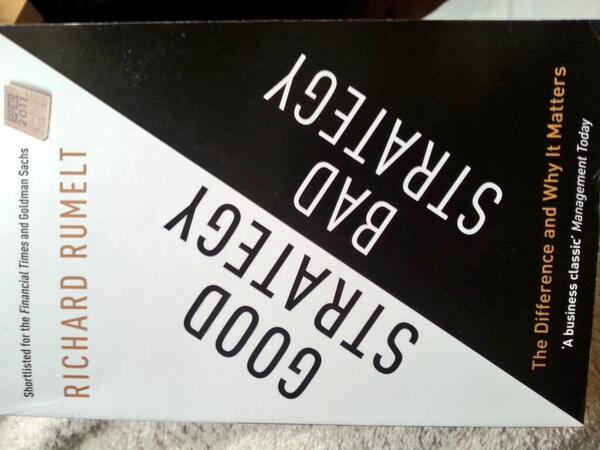 Shortlisted for the Financial Times and Goldman Sachs
2011
RICHARD RUMELT
GOOD
STRATEGY
BAD
STRATEGY
The Difference and Why It Matters
'A business classic' Management Today